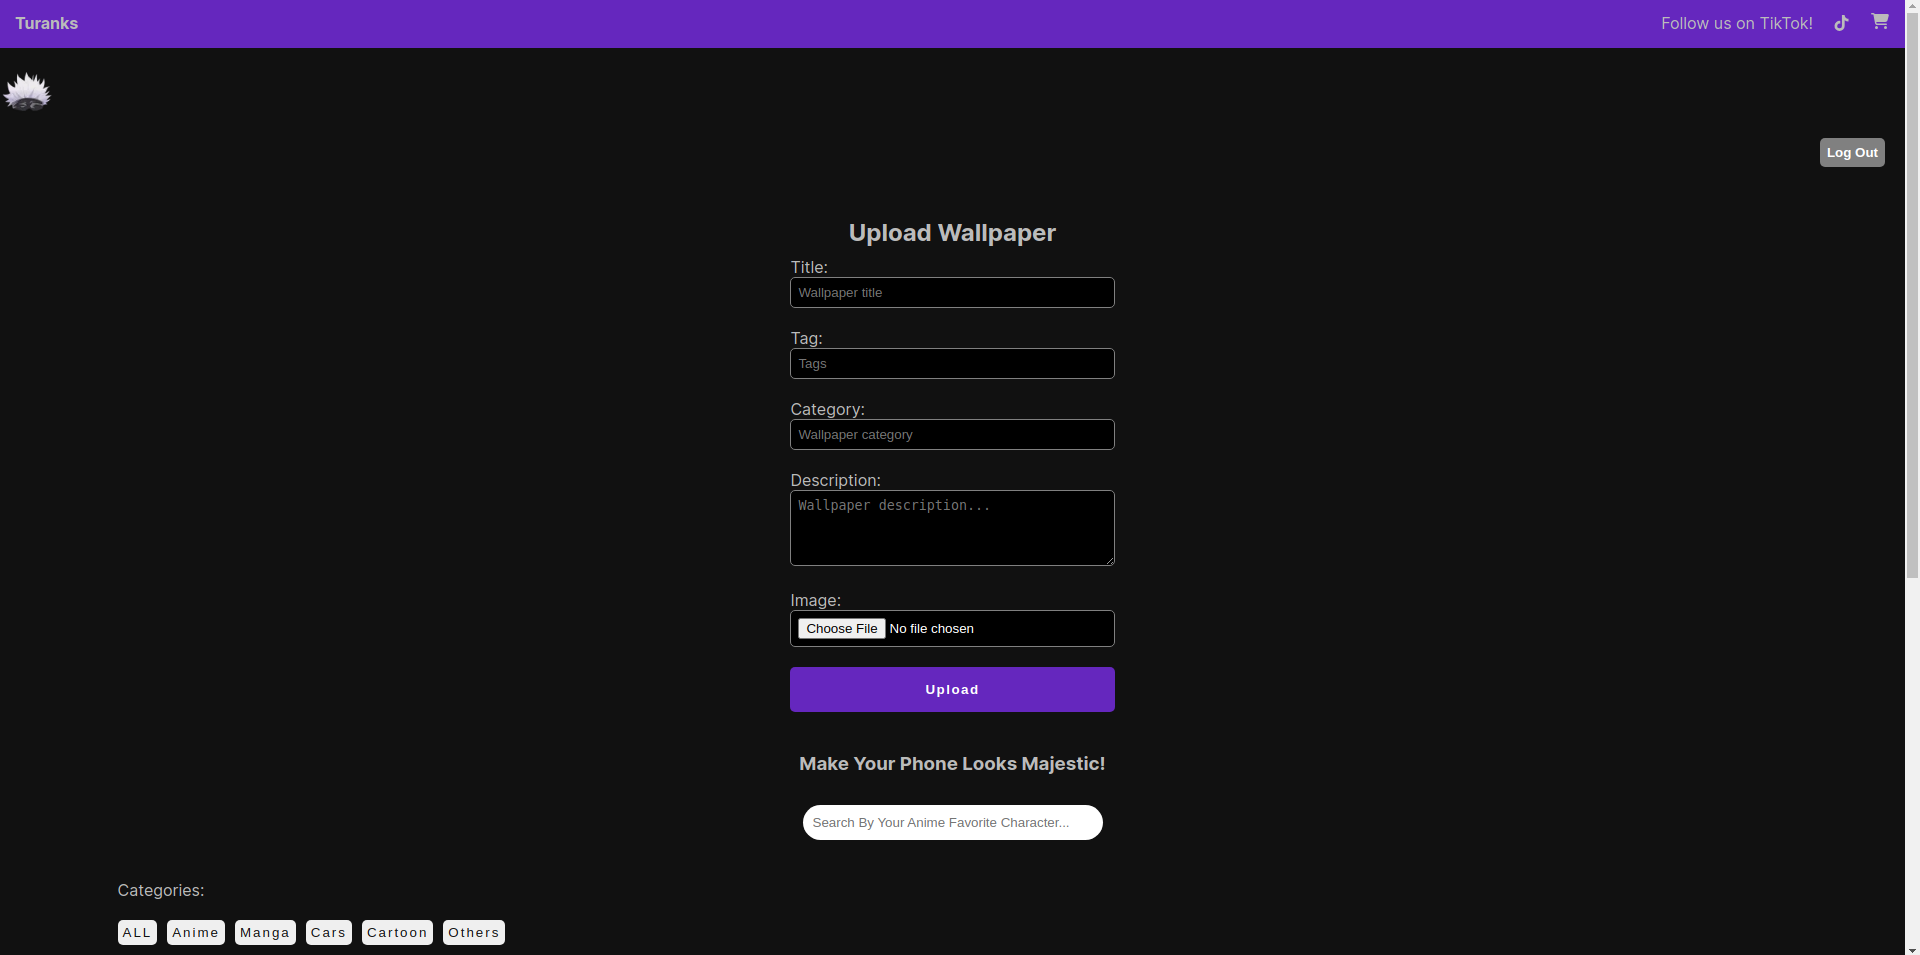 Turanks
Follow us on TikTok!
Log Out
Upload Wallpaper
Title:
Wallpaper title
Tag:
Tags
Category:
Wallpaper category
Description:
Wallpaper description...
Image:
Choose File No file chosen
Upload
Make Your Phone Looks Majestic!
Search By Your Anime Favorite Character...
Categories:
ALL Anime Manga Cars Cartoon Others